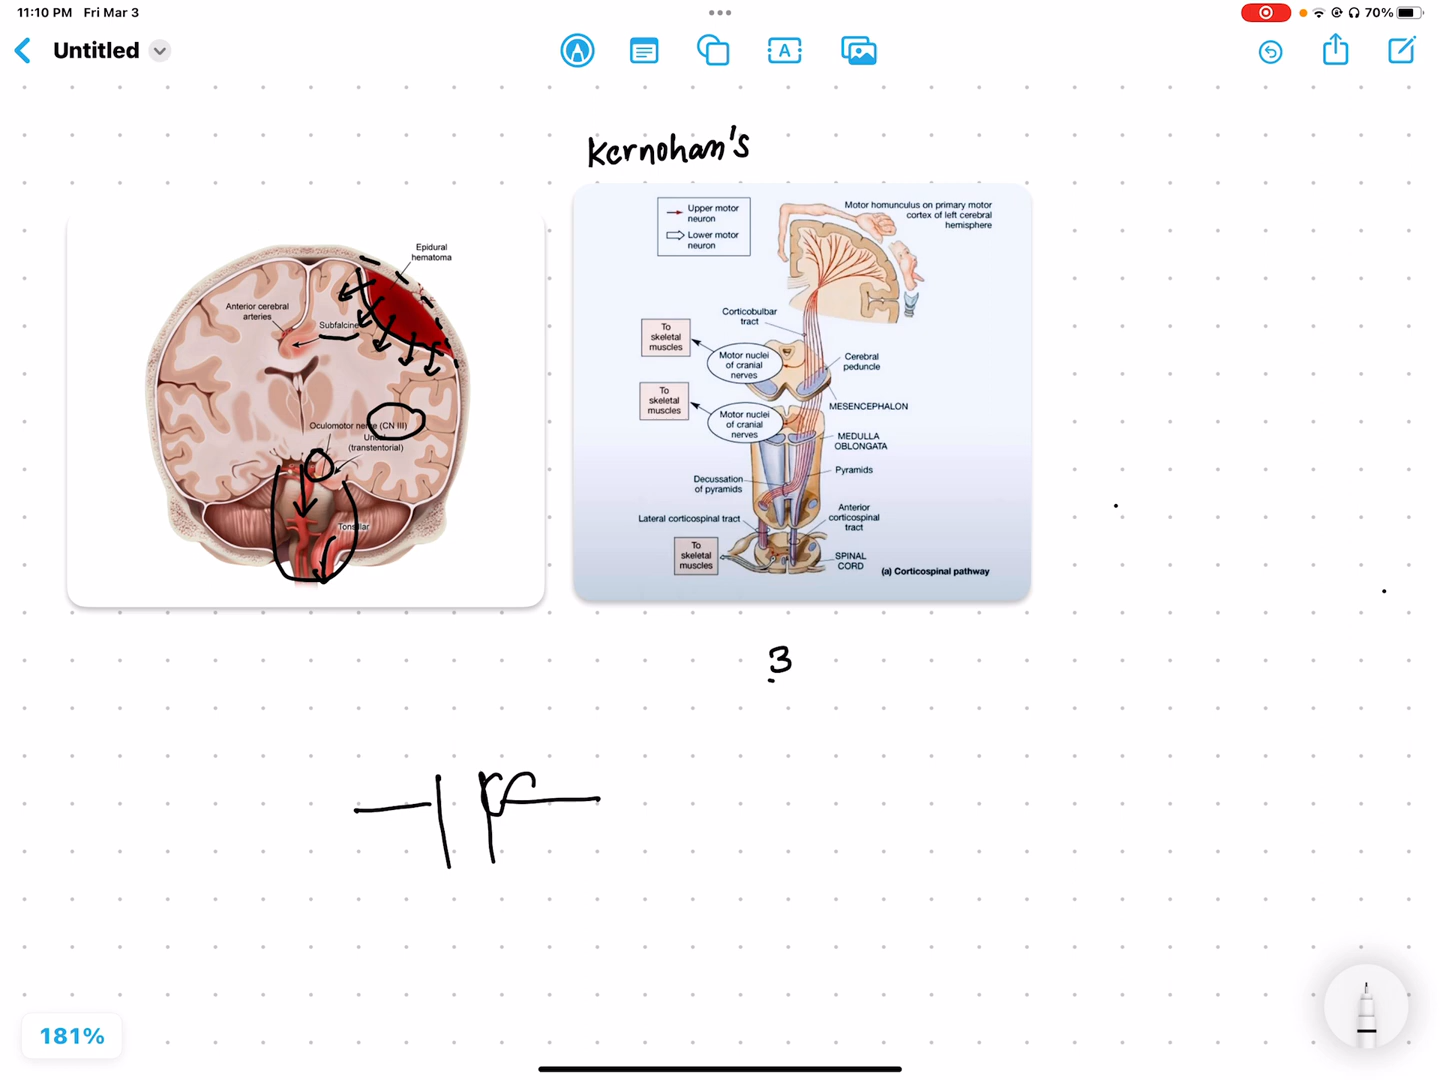 11:10 PM Fri Mar 3
70%
Untitled
A
Kernohan's
Epidural
hematoma
Anterior cerebral
arteries
Subfalcine
Oculomotor nerve (CN III)
(transtentorial)
Tonsillar
Upper motor
neuron
Lower motor
neuron
Motor homunculus on primary motor
cortex of left cerebral
hemisphere
Corticobulbar
tract
To
skeletal
muscles
Motor nuclei
of cranial
nerves
Cerebral
peduncle
MESENCEPHALON
To
skeletal
muscles
Motor nuclei
of cranial
nerves
MEDULLA
OBLONGATA
Pyramids
Decussation
of pyramids
Lateral corticospinal tract
Anterior
corticospinal
tract
To
skeletal
muscles
SPINAL
CORD
(a) Corticospinal pathway
3
181%